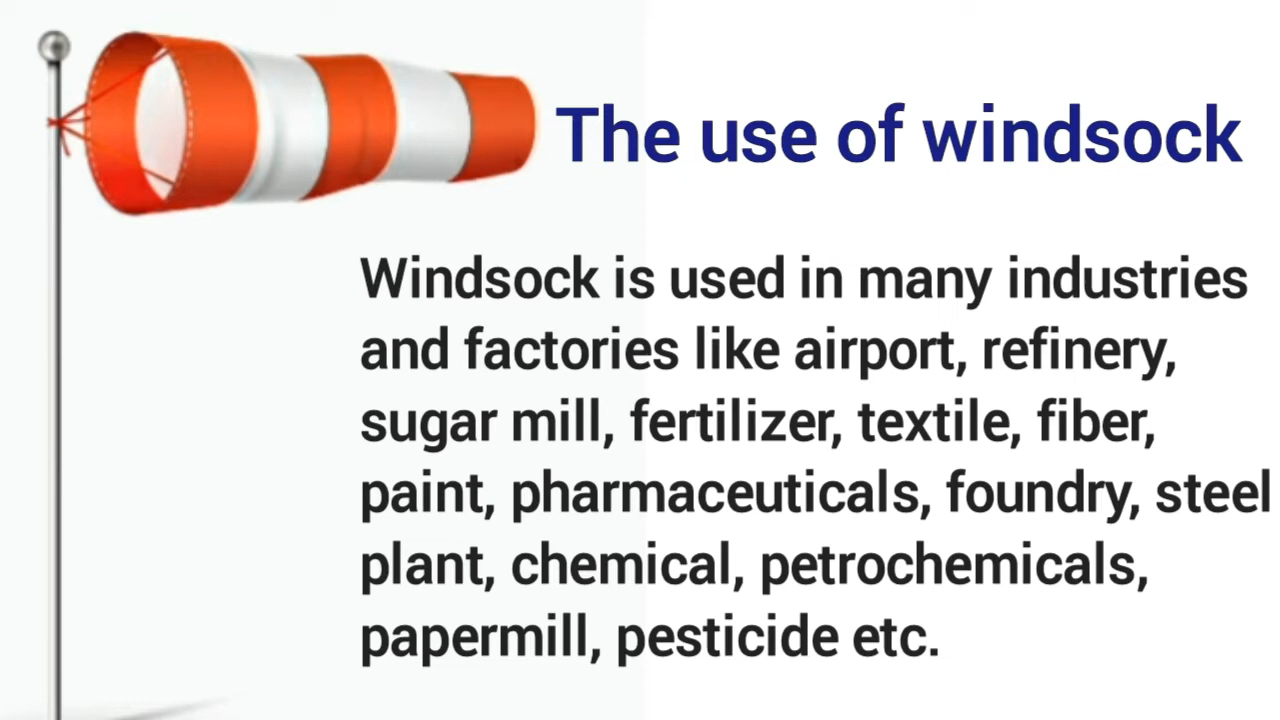 The use of windsock
Windsock is used in many industries
and factories like airport, refinery,
sugar mill, fertilizer, textile, fiber,
paint, pharmaceuticals, foundry, steel
plant, chemical, petrochemicals,
papermill, pesticide etc.